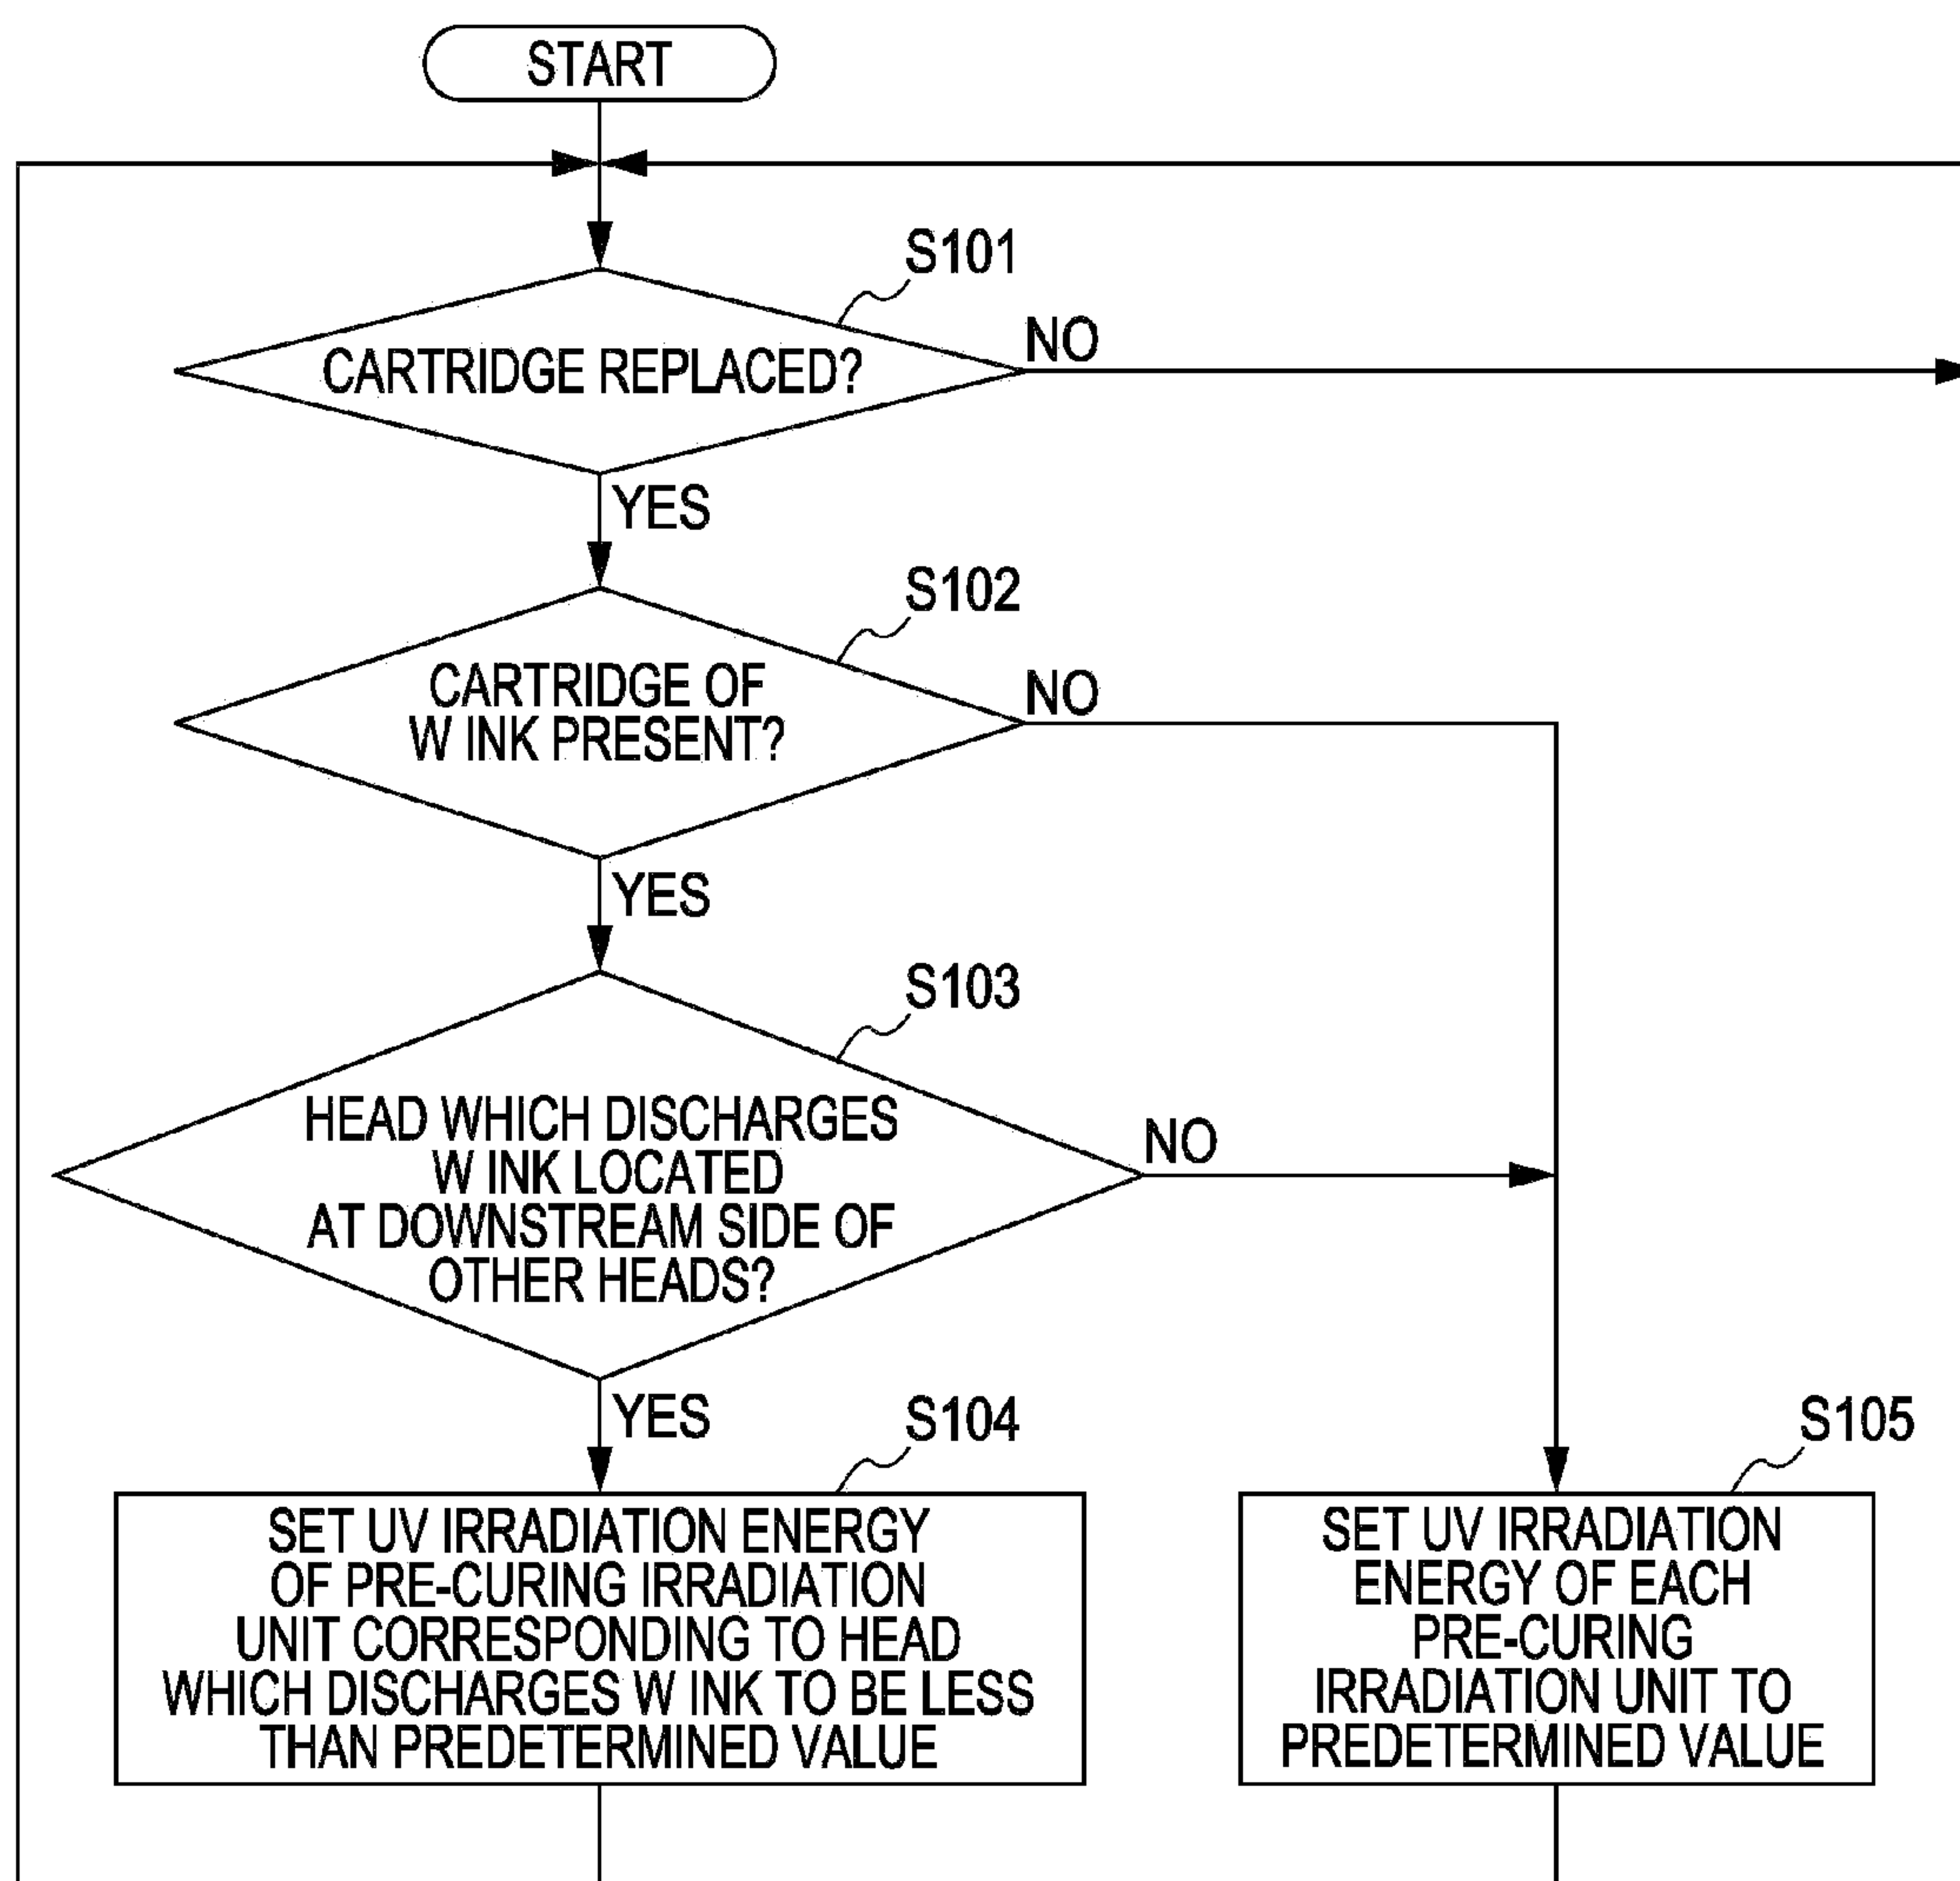 START
S101
CARTRIDGE REPLACED?
NO
YES
S102
CARTRIDGE OF
W INK PRESENT?
NO
YES
S103
HEAD WHICH DISCHARGES
W INK LOCATED
AT DOWNSTREAM SIDE OF
OTHER HEADS?
NO
YES
S104
SET UV IRRADIATION ENERGY
OF PRE-CURING IRRADIATION
UNIT CORRESPONDING TO HEAD
WHICH DISCHARGES W INK TO BE LESS
THAN PREDETERMINED VALUE
S105
SET UV IRRADIATION
ENERGY OF EACH
PRE-CURING
IRRADIATION UNIT TO
PREDETERMINED VALUE